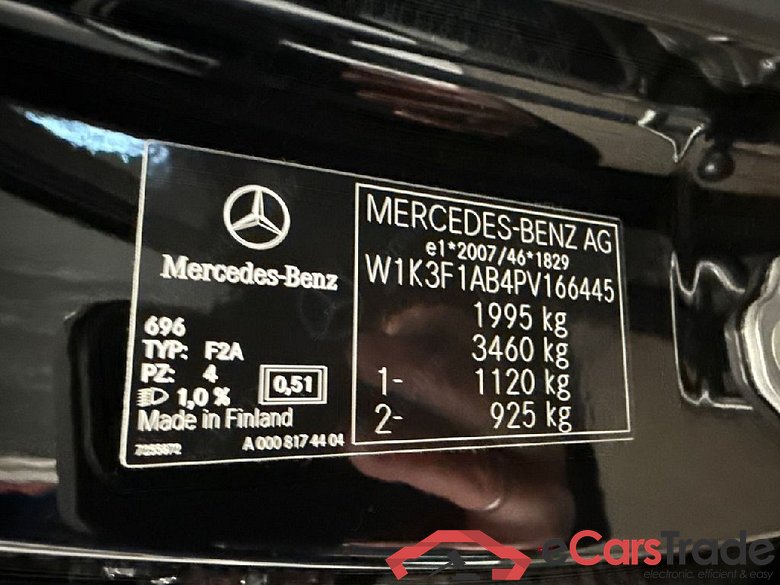 Mercedes-Benz
696
TYP: F2A
PZ: 4
1,0 %
0,51
Made in Finland
A 000 817 44 04
MERCEDES-BENZ AG
e1*2007/46*1829
W1K3F1AB4PV166445
1995 kg
3460 kg
1- 1120 kg
2- 925 kg
eCarsTrade
electronic, efficient & easy